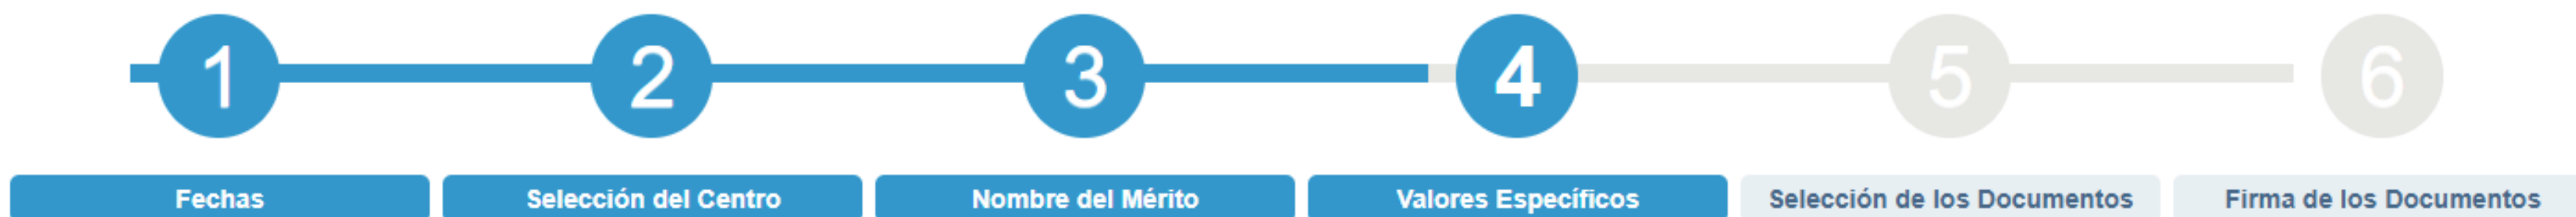 1 2 3 4 5 6
Fechas Selección del Centro Nombre del Mérito Valores Específicos Selección de los Documentos Firma de los Documentos